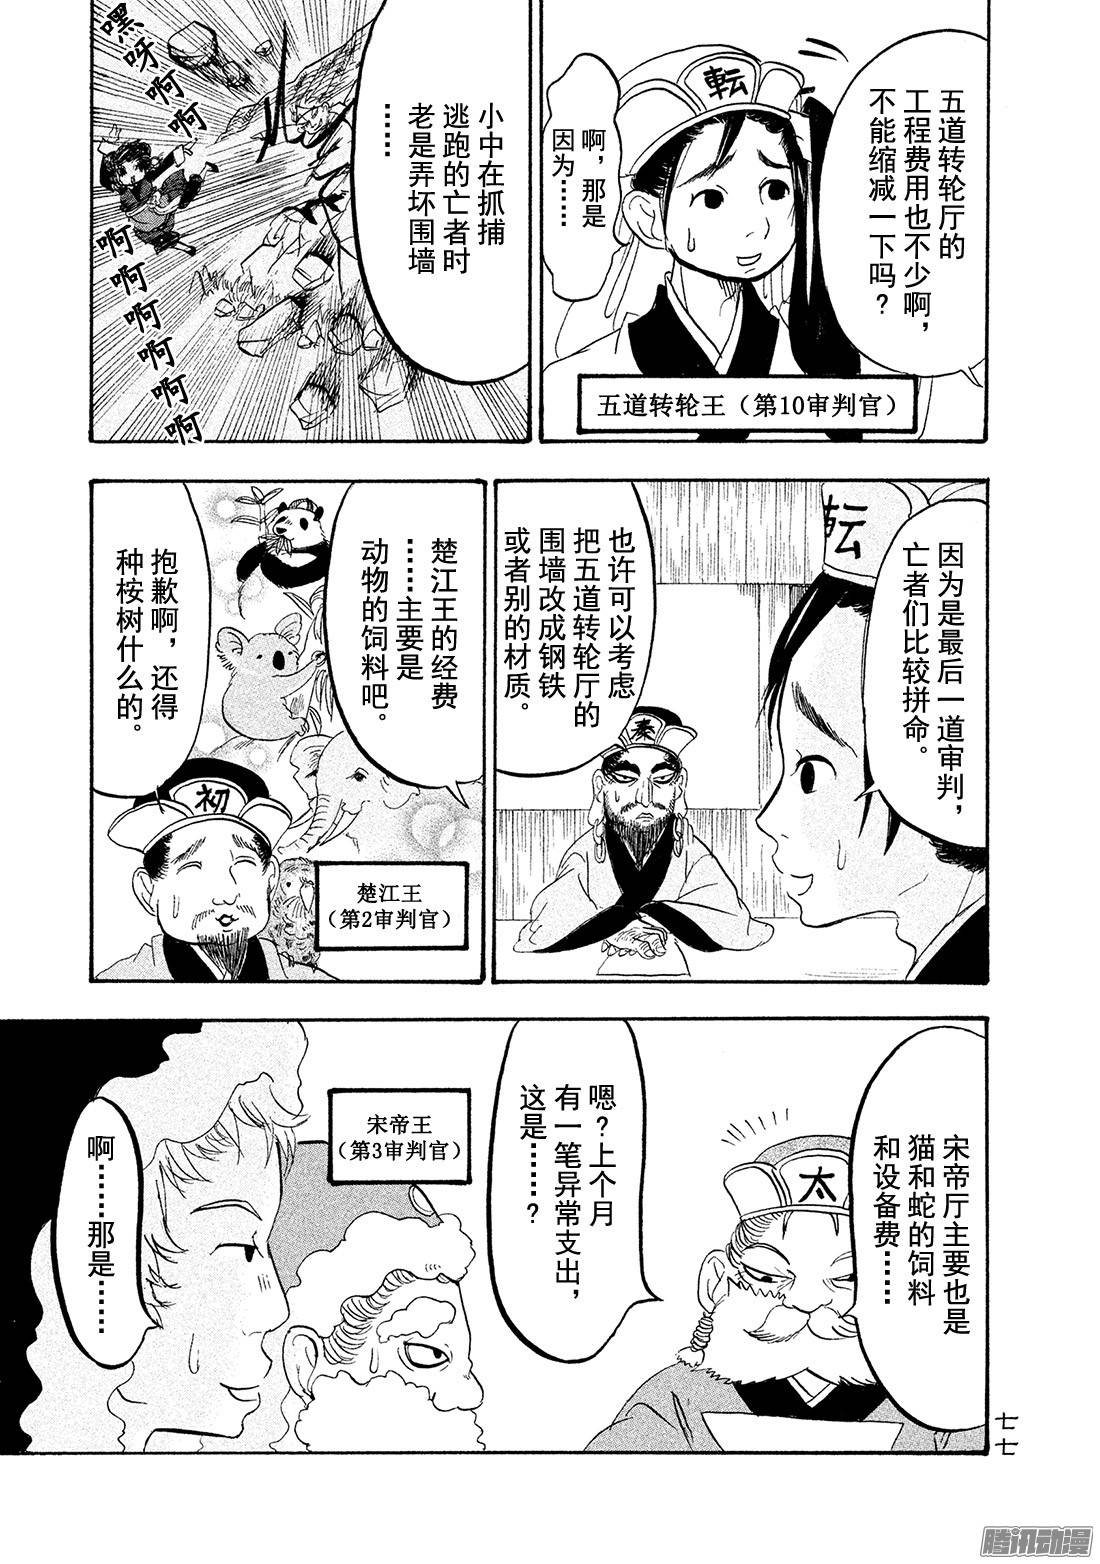 五道转轮厅的
工程费用也不少啊，
不能缩减一下吗？
転
啊，那是
因为……
五道转轮王（第10审判官）
小中在抓捕
逃跑的亡者时
老是弄坏围墙
……
嘿呀啊啊
啊啊啊啊啊啊
因为是最后一道审判，
亡者们比较拼命。
転
也许可以考虑
把五道转轮厅的
围墙改成钢铁
或者别的材质。
秦
楚江王的经费
……主要是
动物的饲料吧。
抱歉啊，还得
种桉树什么的。
初
楚江王
（第2审判官）
宋帝厅主要也是
猫和蛇的饲料
和设备费……
太
嗯？上个月
有一笔异常支出，
这是……？
宋帝王
（第3审判官）
啊……那是……
七七
腾讯动漫